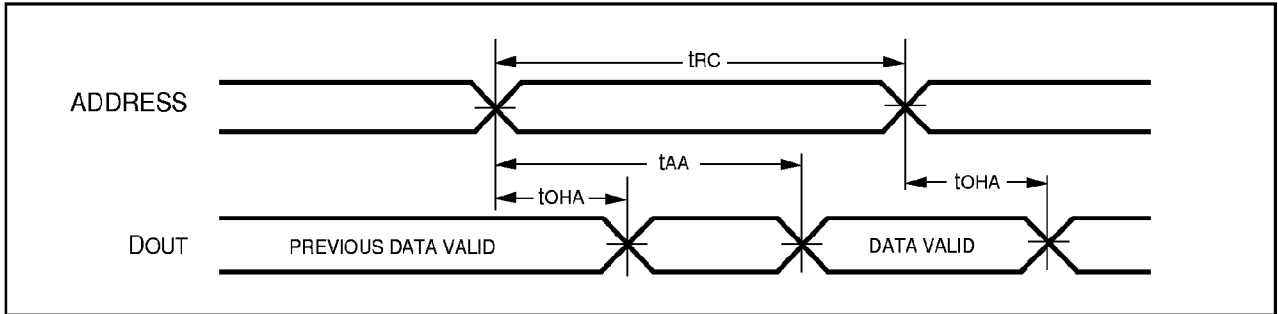 tRC
ADDRESS
tAA
tOHA
tOHA
DOUT
PREVIOUS DATA VALID
DATA VALID